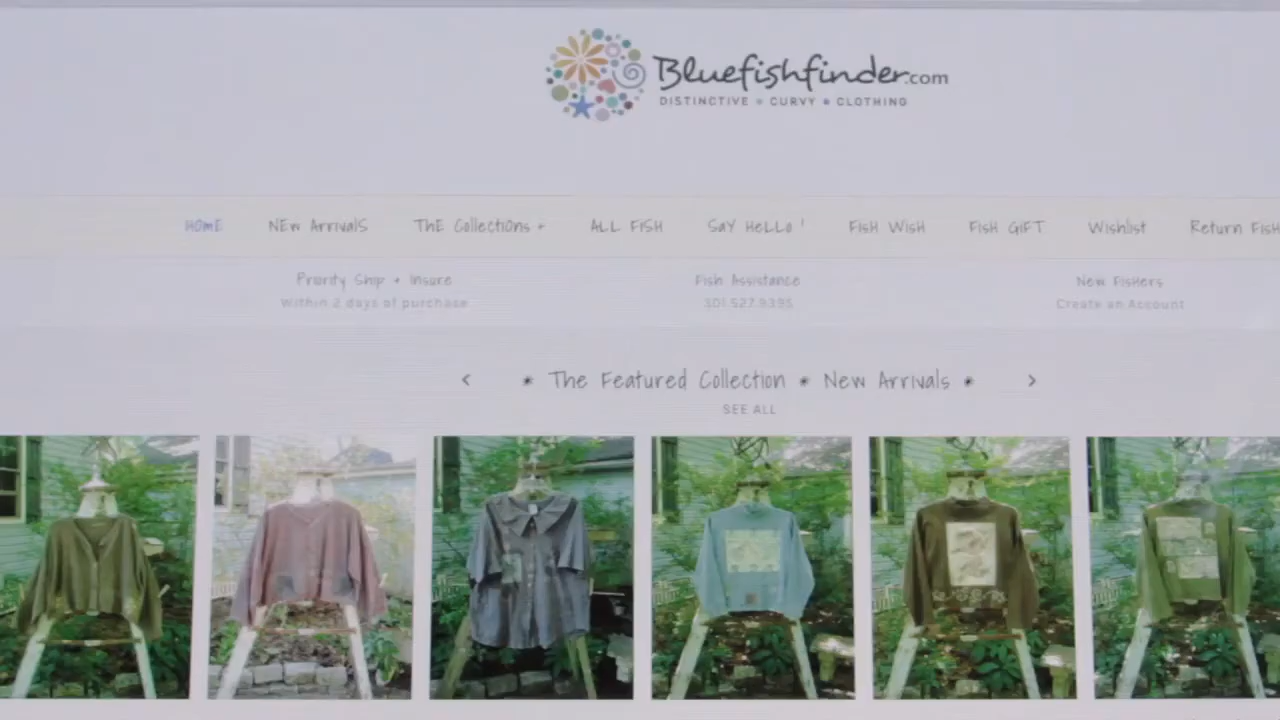 Bluefishfinder.com
DISTINCTIVE • CURVY • CLOTHING
HOME NEw ArrivalS ThE CollectiOns + ALL FiSH SaY HeLLo ! FisH WisH FisH GiFT Wishlist Return Fish
Priority Ship + Insure Fish Assistance New FisHers
Within 2 days of purchase 301.527.9395 Create an Account
< * The Featured Collection * New Arrivals * >
SEE ALL